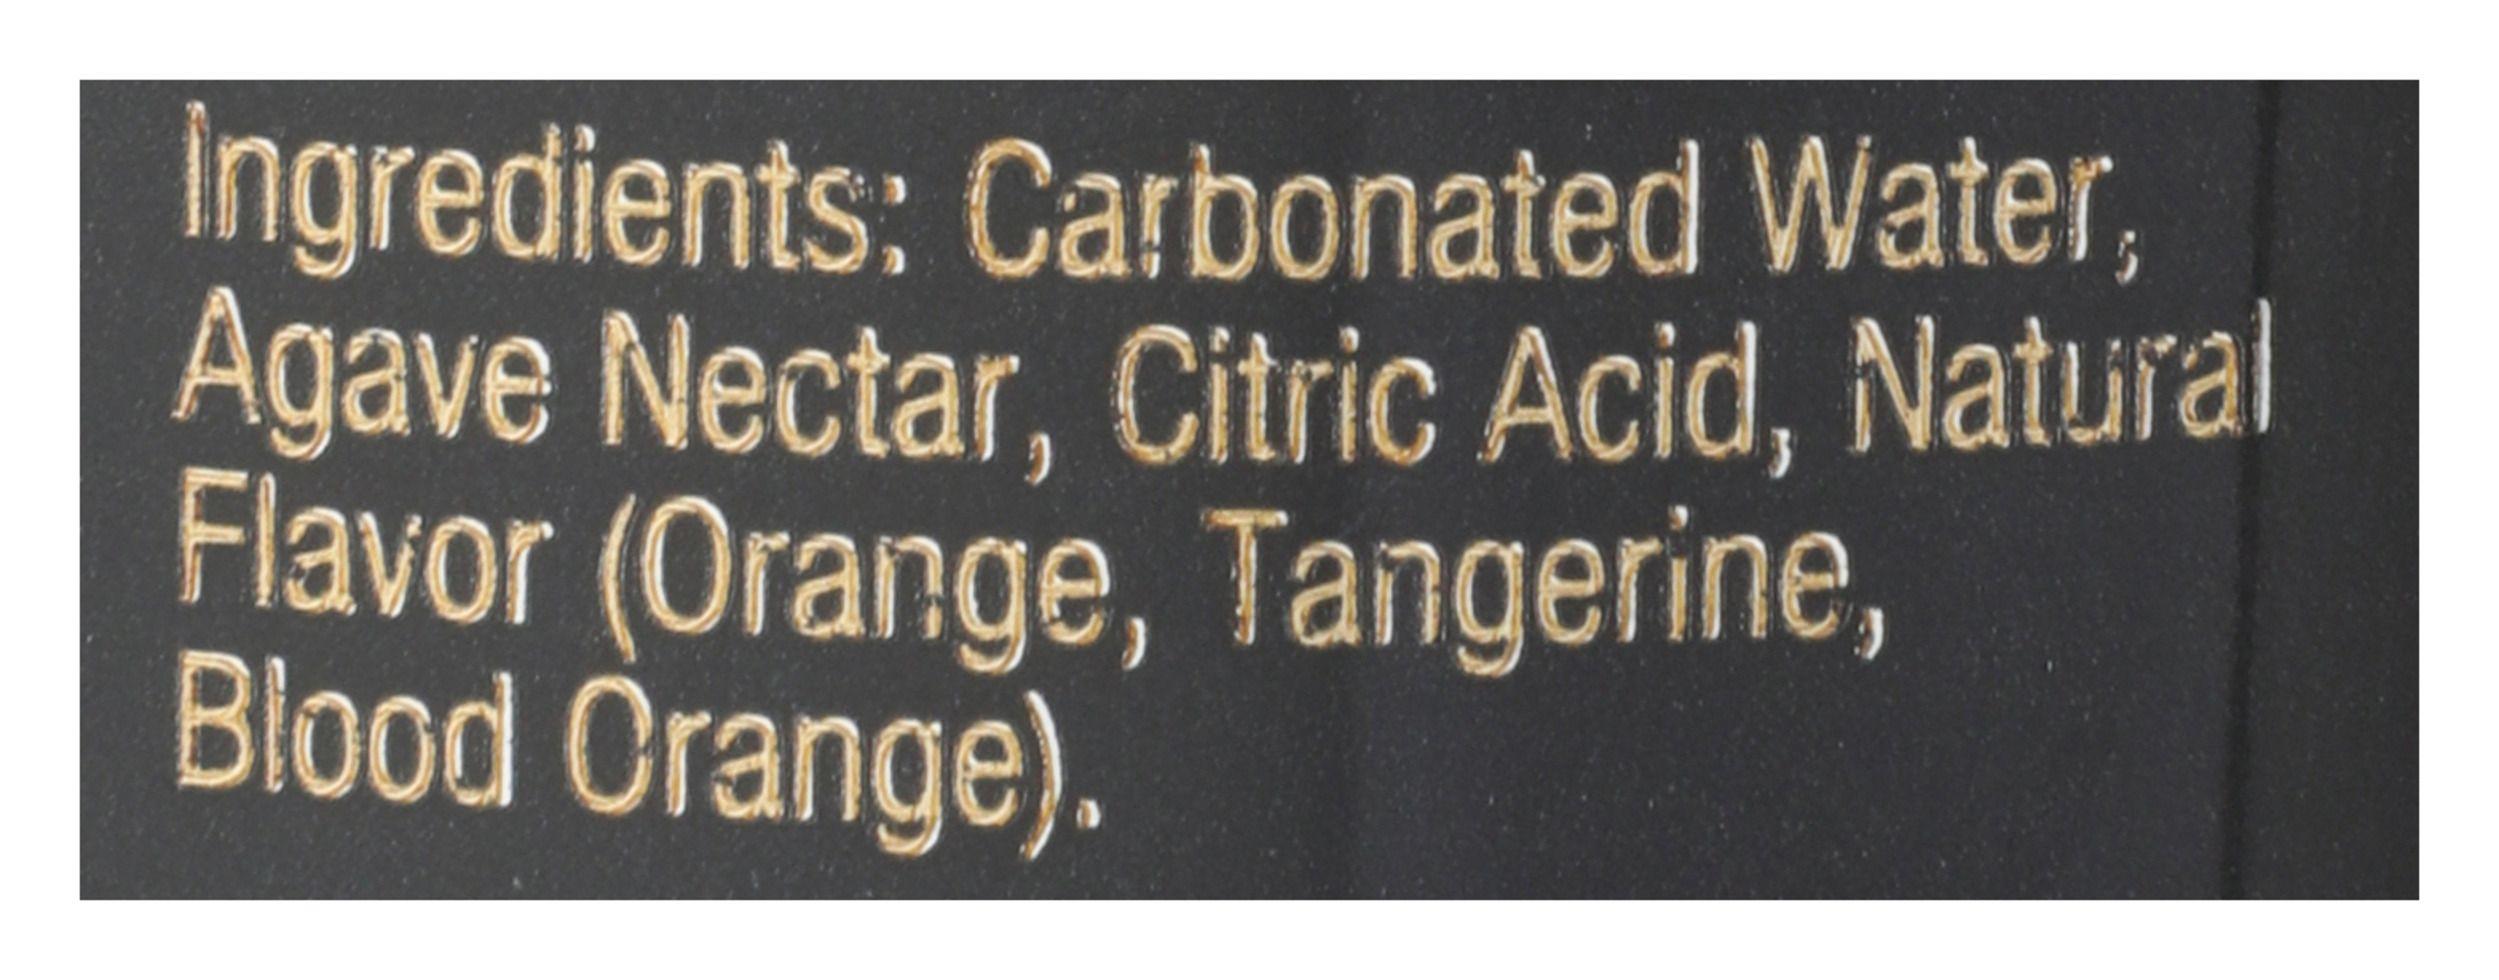 Ingredients: Carbonated Water,
Agave Nectar, Citric Acid, Natural
Flavor (Orange, Tangerine,
Blood Orange).